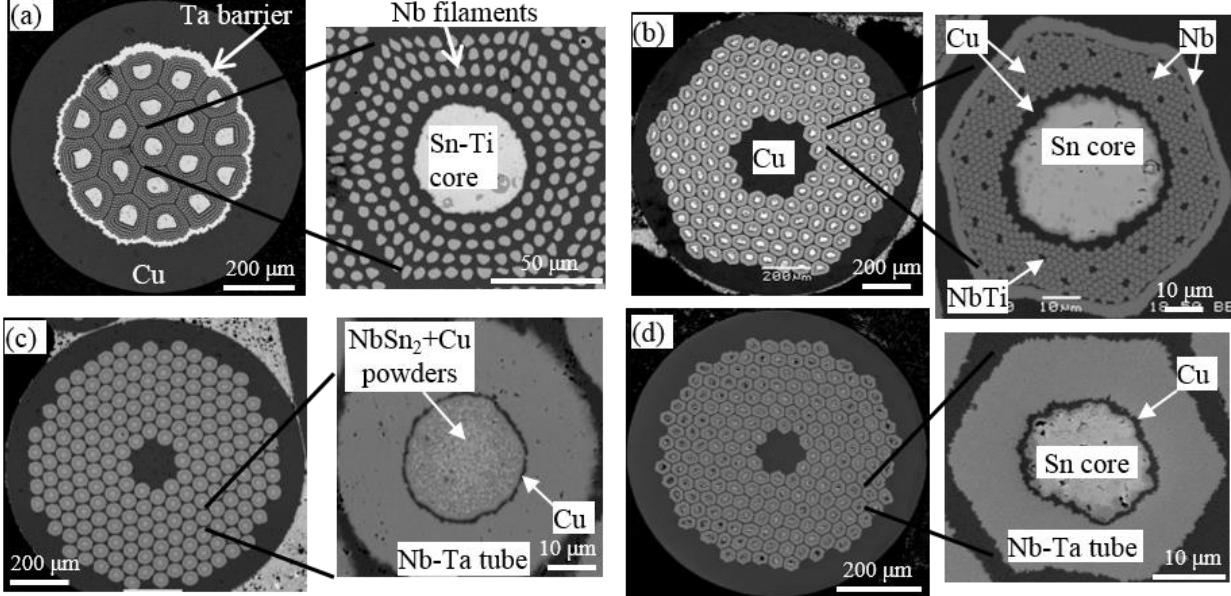 (a)
Ta barrier
Cu
200 μm
Nb filaments
Sn-Ti
core
50 μm
(b)
Cu
200μm
200 μm
Cu
Nb
Sn core
NbTi
10μm
10 μm
(c)
200 μm
NbSn₂+Cu
powders
Cu
Nb-Ta tube
10 μm
(d)
200 μm
Cu
Sn core
Nb-Ta tube
10 μm